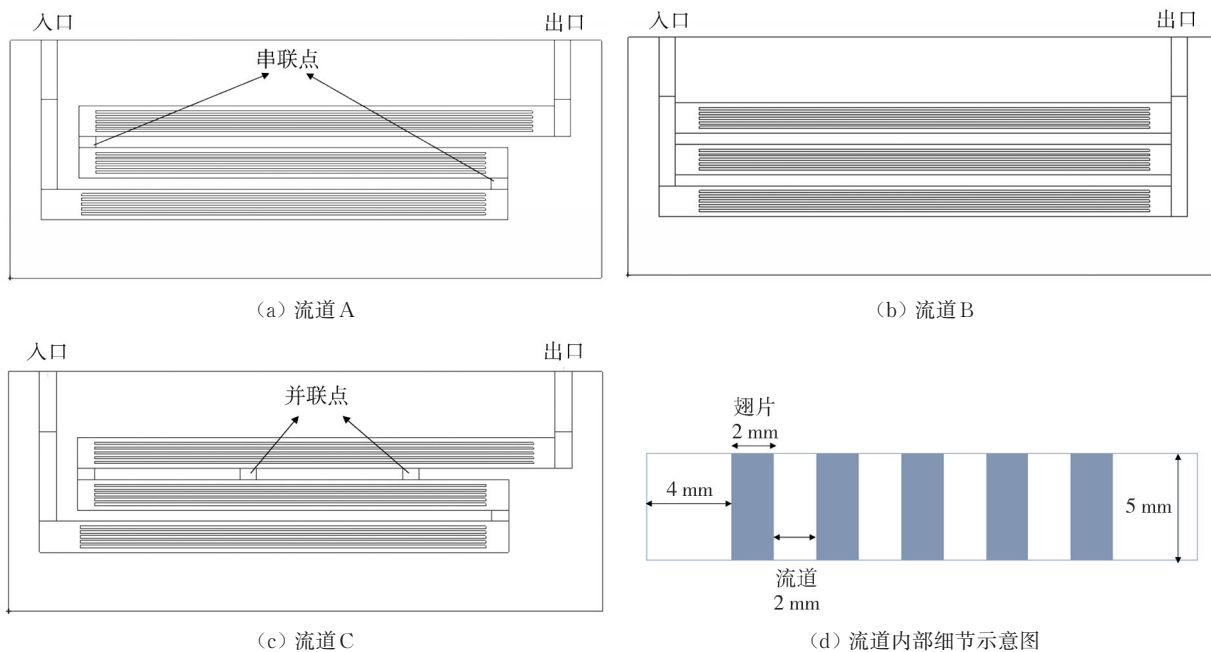 入口
出口
串联点
(a) 流道A
入口
出口
(b) 流道B
入口
出口
并联点
(c) 流道C
翅片
2 mm
4 mm
5 mm
流道
2 mm
(d) 流道内部细节示意图